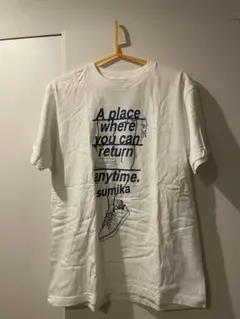 A place
where
you can
return
anytime.
sumika